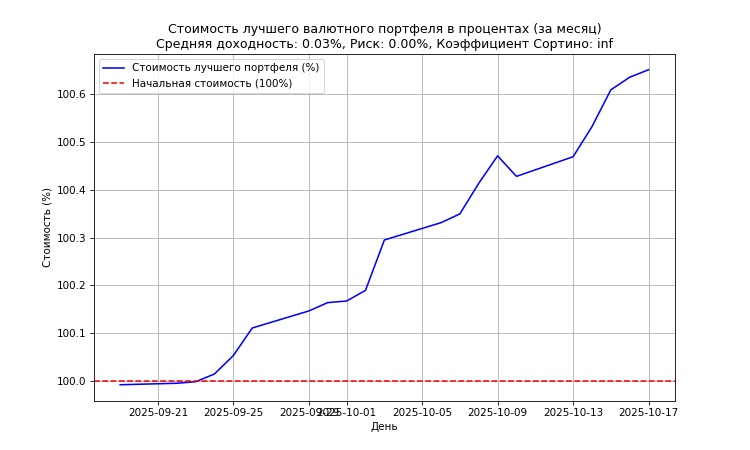 Стоимость лучшего валютного портфеля в процентах (за месяц)
Средняя доходность: 0.03%, Риск: 0.00%, Коэффициент Сортино: inf
Стоимость лучшего портфеля (%)
Начальная стоимость (100%)
Стоимость (%)
100.6
100.5
100.4
100.3
100.2
100.1
100.0
2025-09-21 2025-09-25 2025-09-29 2025-10-01 2025-10-05 2025-10-09 2025-10-13 2025-10-17
День